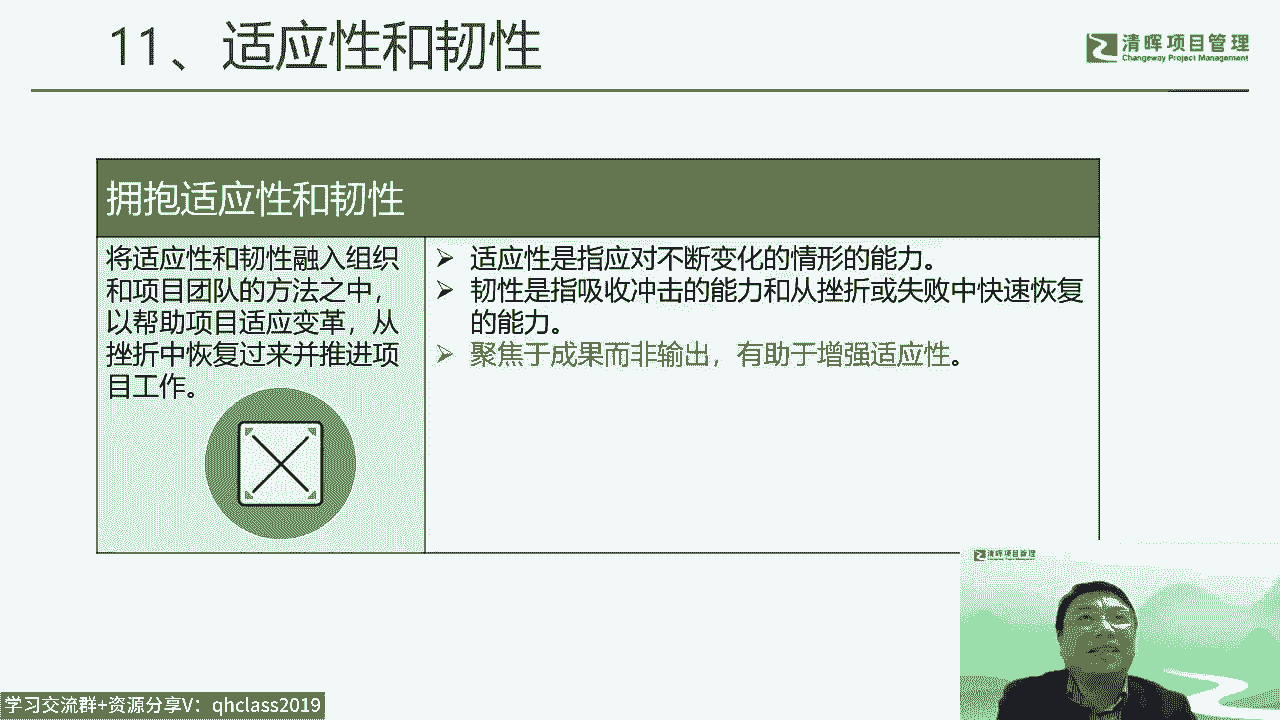 11、适应性和韧性
清晖项目管理
Changeway Project Management
拥抱适应性和韧性
将适应性和韧性融入组织
和项目团队的方法之中，
以帮助项目适应变革，从
挫折中恢复过来并推进项
目工作。
适应性是指应对不断变化的情形的能力。
韧性是指吸收冲击的能力和从挫折或失败中快速恢复
的能力。
聚焦于成果而非输出，有助于增强适应性。
清晖项目管理
学习交流群+资源分享V：qhclass2019